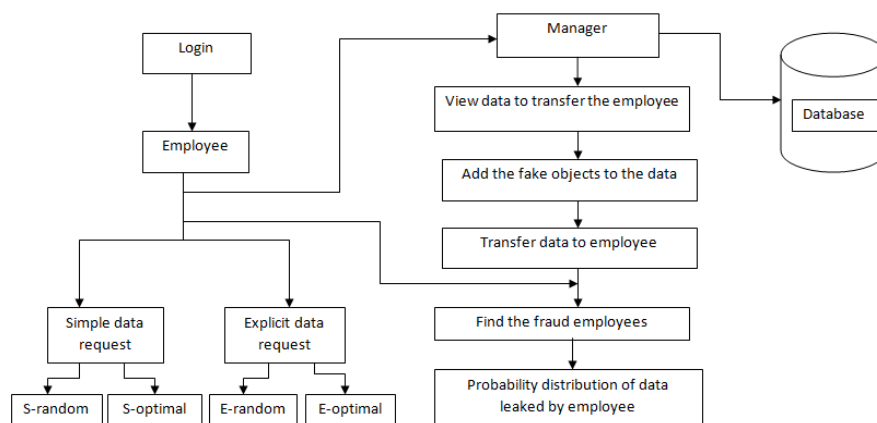 Login
Manager
View data to transfer the employee
Database
Employee
Add the fake objects to the data
Transfer data to employee
Simple data
request
Explicit data
request
Find the fraud employees
S-random
S-optimal
E-random
E-optimal
Probability distribution of data
leaked by employee